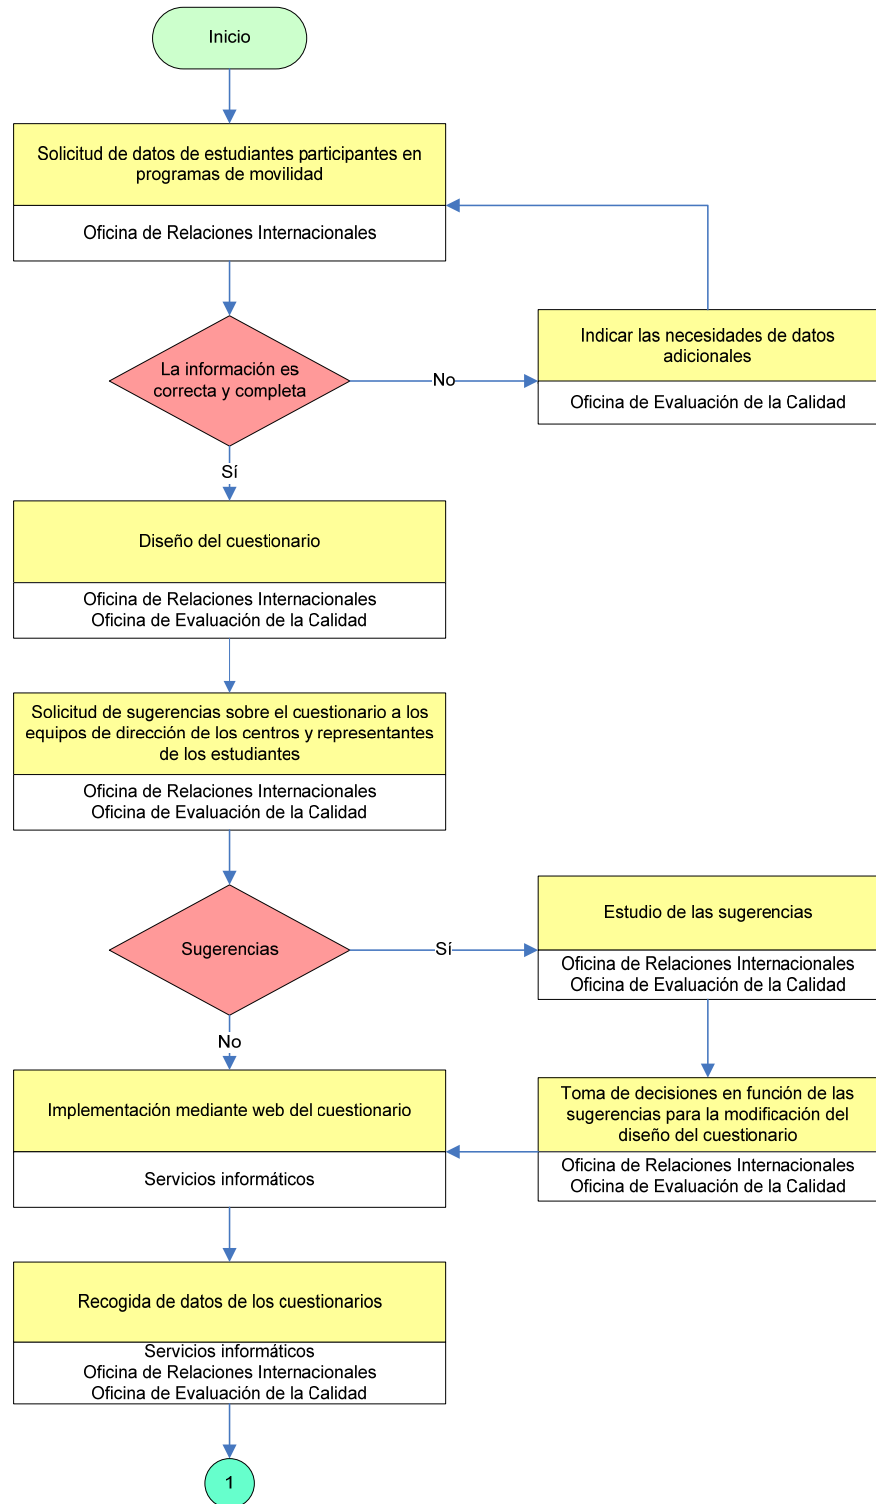 Inicio
Solicitud de datos de estudiantes participantes en
programas de movilidad
Oficina de Relaciones Internacionales
La información es
correcta y completa
No
Indicar las necesidades de datos
adicionales
Oficina de Evaluación de la Calidad
Sí
Diseño del cuestionario
Oficina de Relaciones Internacionales
Oficina de Evaluación de la Calidad
Solicitud de sugerencias sobre el cuestionario a los
equipos de dirección de los centros y representantes
de los estudiantes
Oficina de Relaciones Internacionales
Oficina de Evaluación de la Calidad
Sugerencias
Sí
Estudio de las sugerencias
Oficina de Relaciones Internacionales
Oficina de Evaluación de la Calidad
No
Toma de decisiones en función de las
sugerencias para la modificación del
diseño del cuestionario
Oficina de Relaciones Internacionales
Oficina de Evaluación de la Calidad
Implementación mediante web del cuestionario
Servicios informáticos
Recogida de datos de los cuestionarios
Servicios informáticos
Oficina de Relaciones Internacionales
Oficina de Evaluación de la Calidad
1